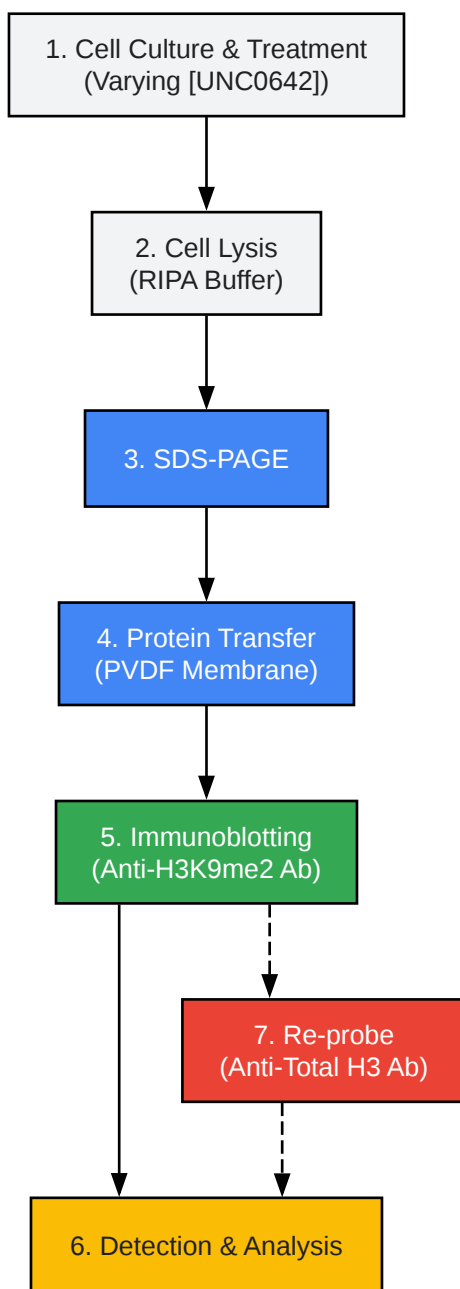 1. Cell Culture & Treatment
(Varying [UNC0642])
2. Cell Lysis
(RIPA Buffer)
3. SDS-PAGE
4. Protein Transfer
(PVDF Membrane)
5. Immunoblotting
(Anti-H3K9me2 Ab)
7. Re-probe
(Anti-Total H3 Ab)
6. Detection & Analysis